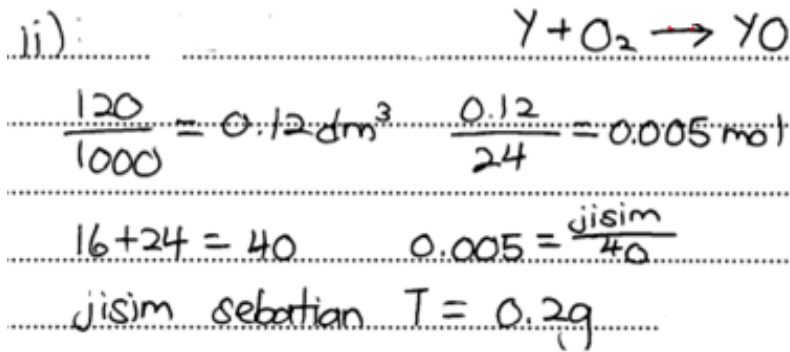 ii) Y + O₂ → YO
120/1000 = 0.12 dm³ 0.12/24 = 0.005 mol
16 + 24 = 40 0.005 = jisim/40
jisim sebatian T = 0.2g